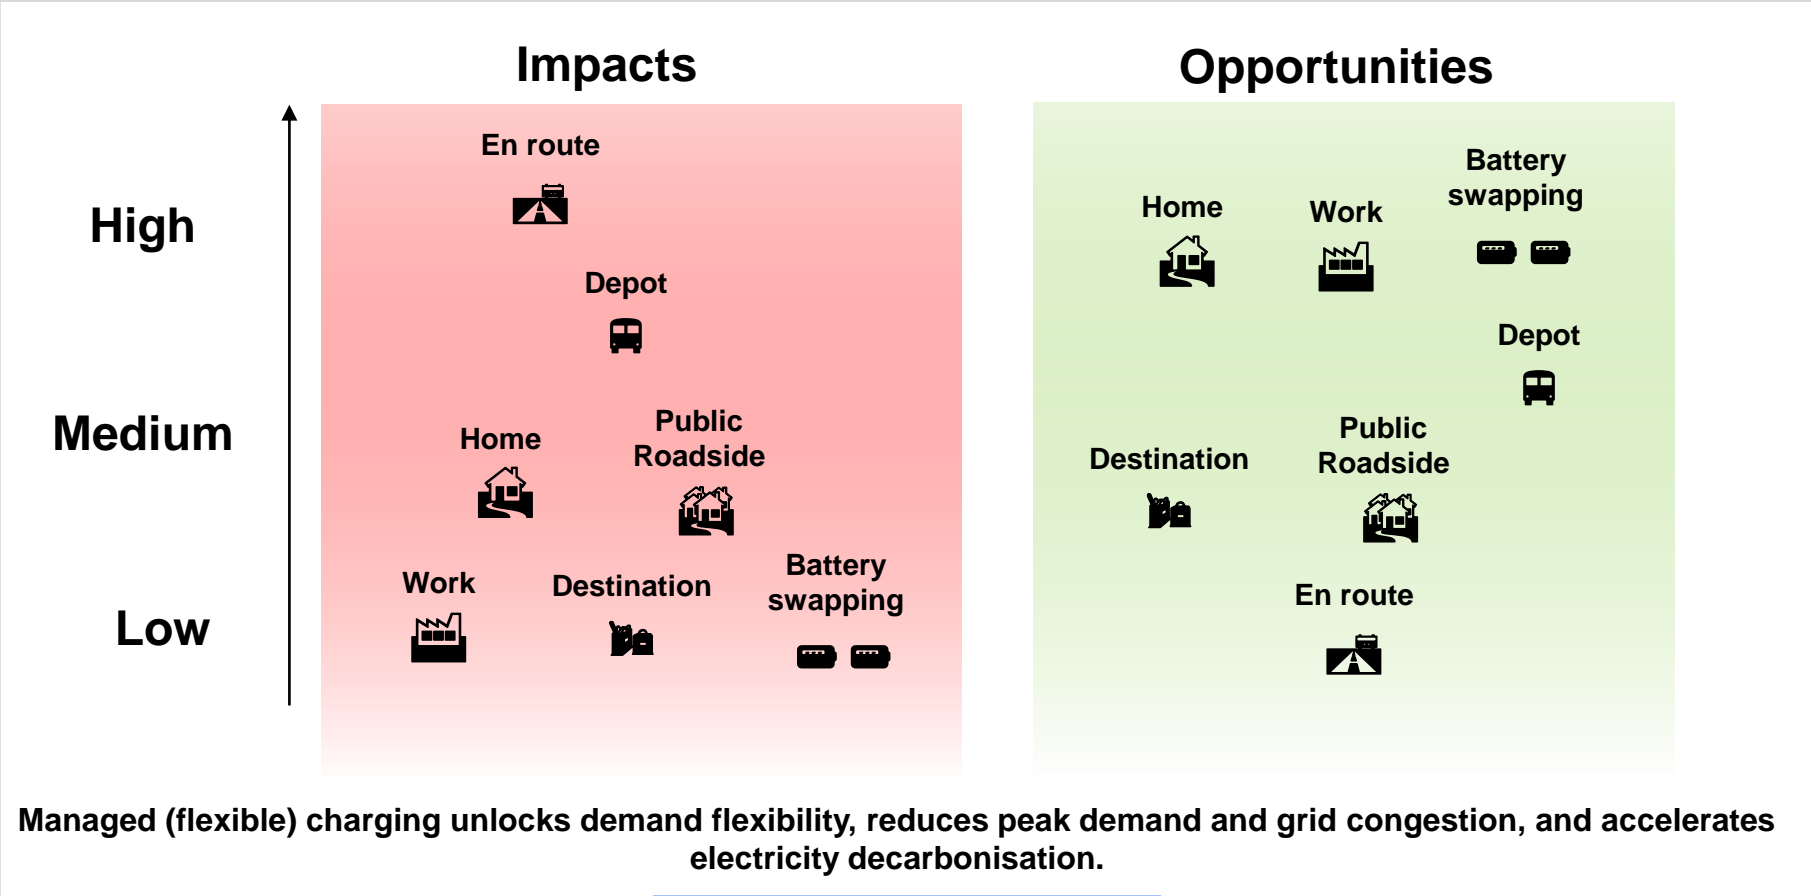 Impacts
Opportunities
High
Medium
Low
En route
Depot
Home
Public
Roadside
Work
Destination
Battery
swapping
Home
Work
Battery
swapping
Depot
Destination
Public
Roadside
En route
Managed (flexible) charging unlocks demand flexibility, reduces peak demand and grid congestion, and accelerates
electricity decarbonisation.